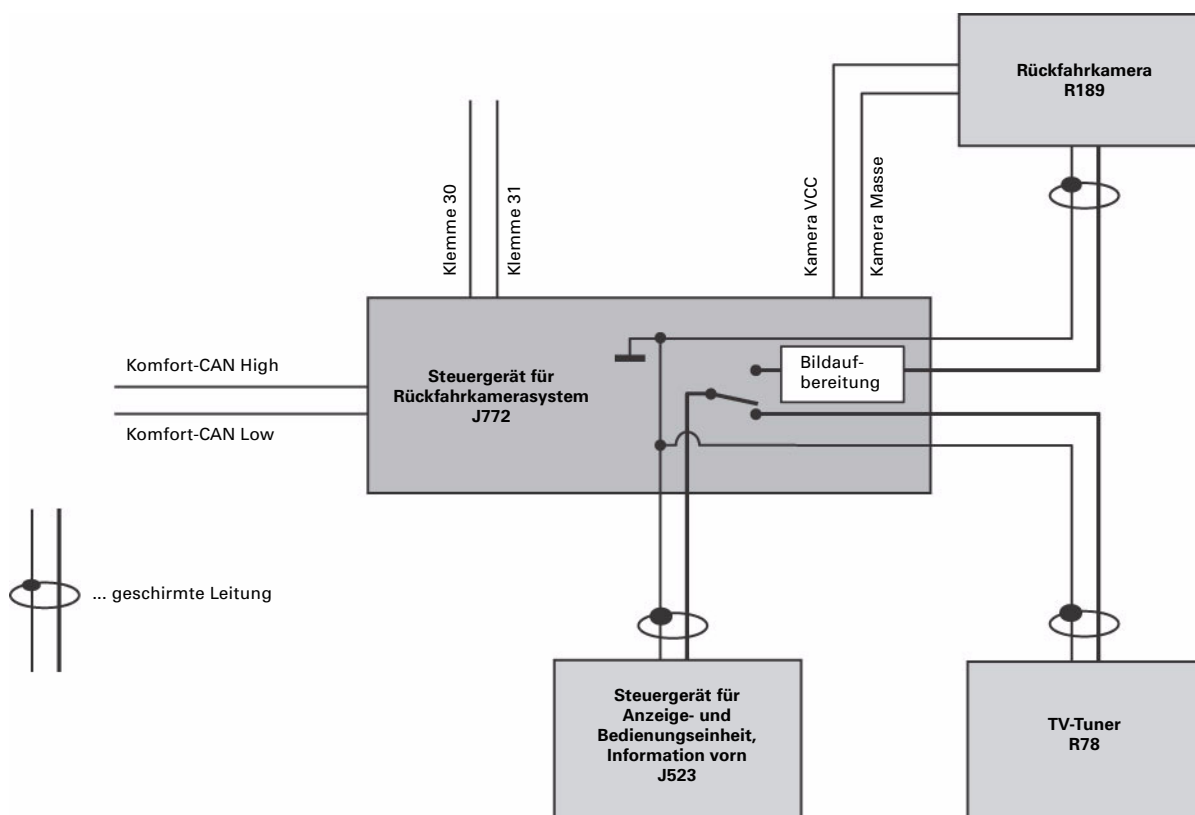 Rückfahrkamera
R189
Klemme 30
Klemme 31
Kamera VCC
Kamera Masse
Komfort-CAN High
Komfort-CAN Low
Steuergerät für
Rückfahrkamerasystem
J772
Bildauf-
bereitung
... geschirmte Leitung
Steuergerät für
Anzeige- und
Bedienungseinheit,
Information vorn
J523
TV-Tuner
R78